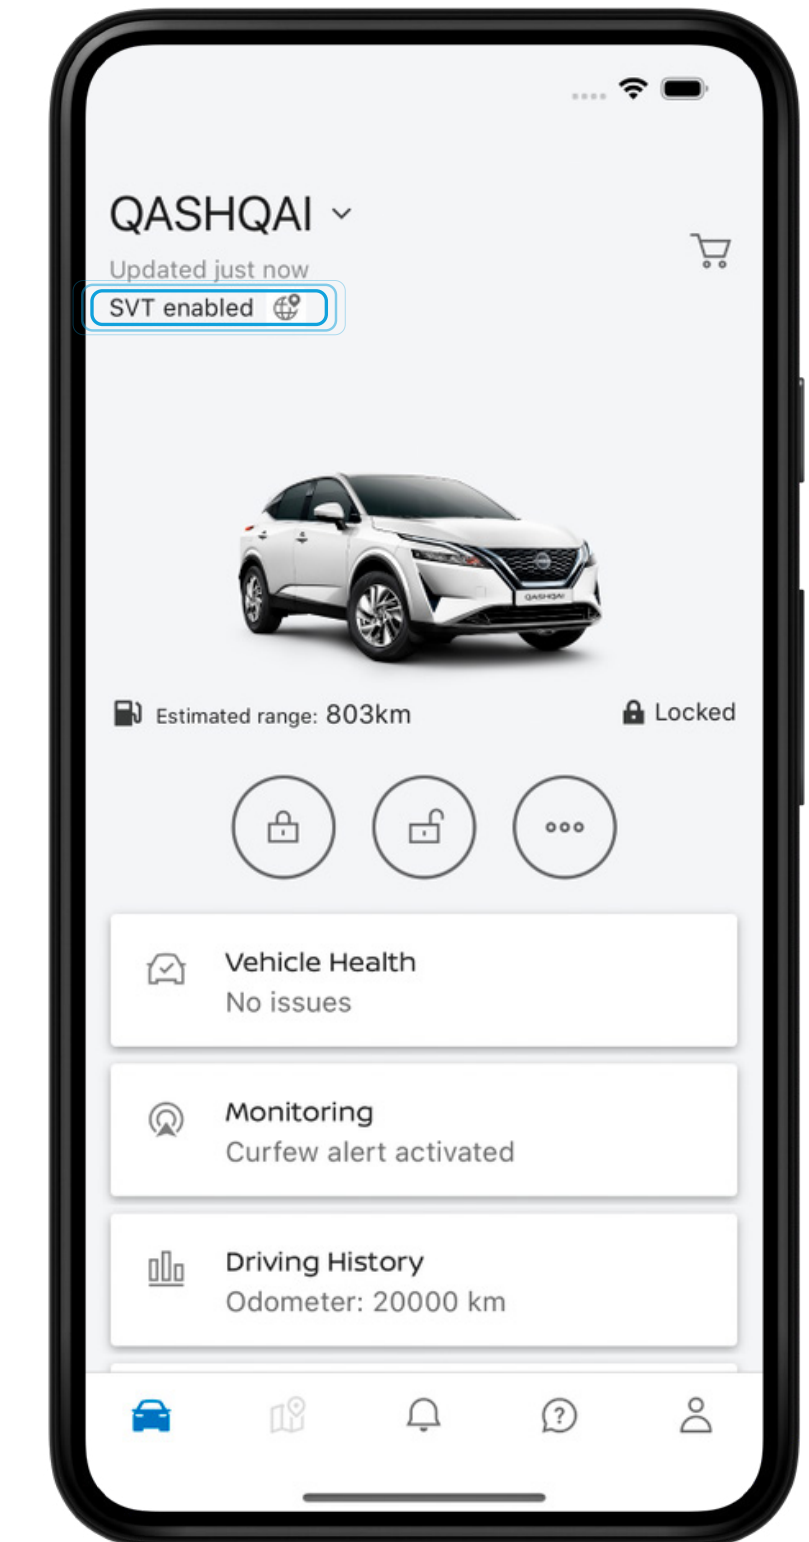 QASHQAI
Updated just now
SVT enabled
QASHQAI
Estimated range: 803km
Locked
Vehicle Health
No issues
Monitoring
Curfew alert activated
Driving History
Odometer: 20000 km